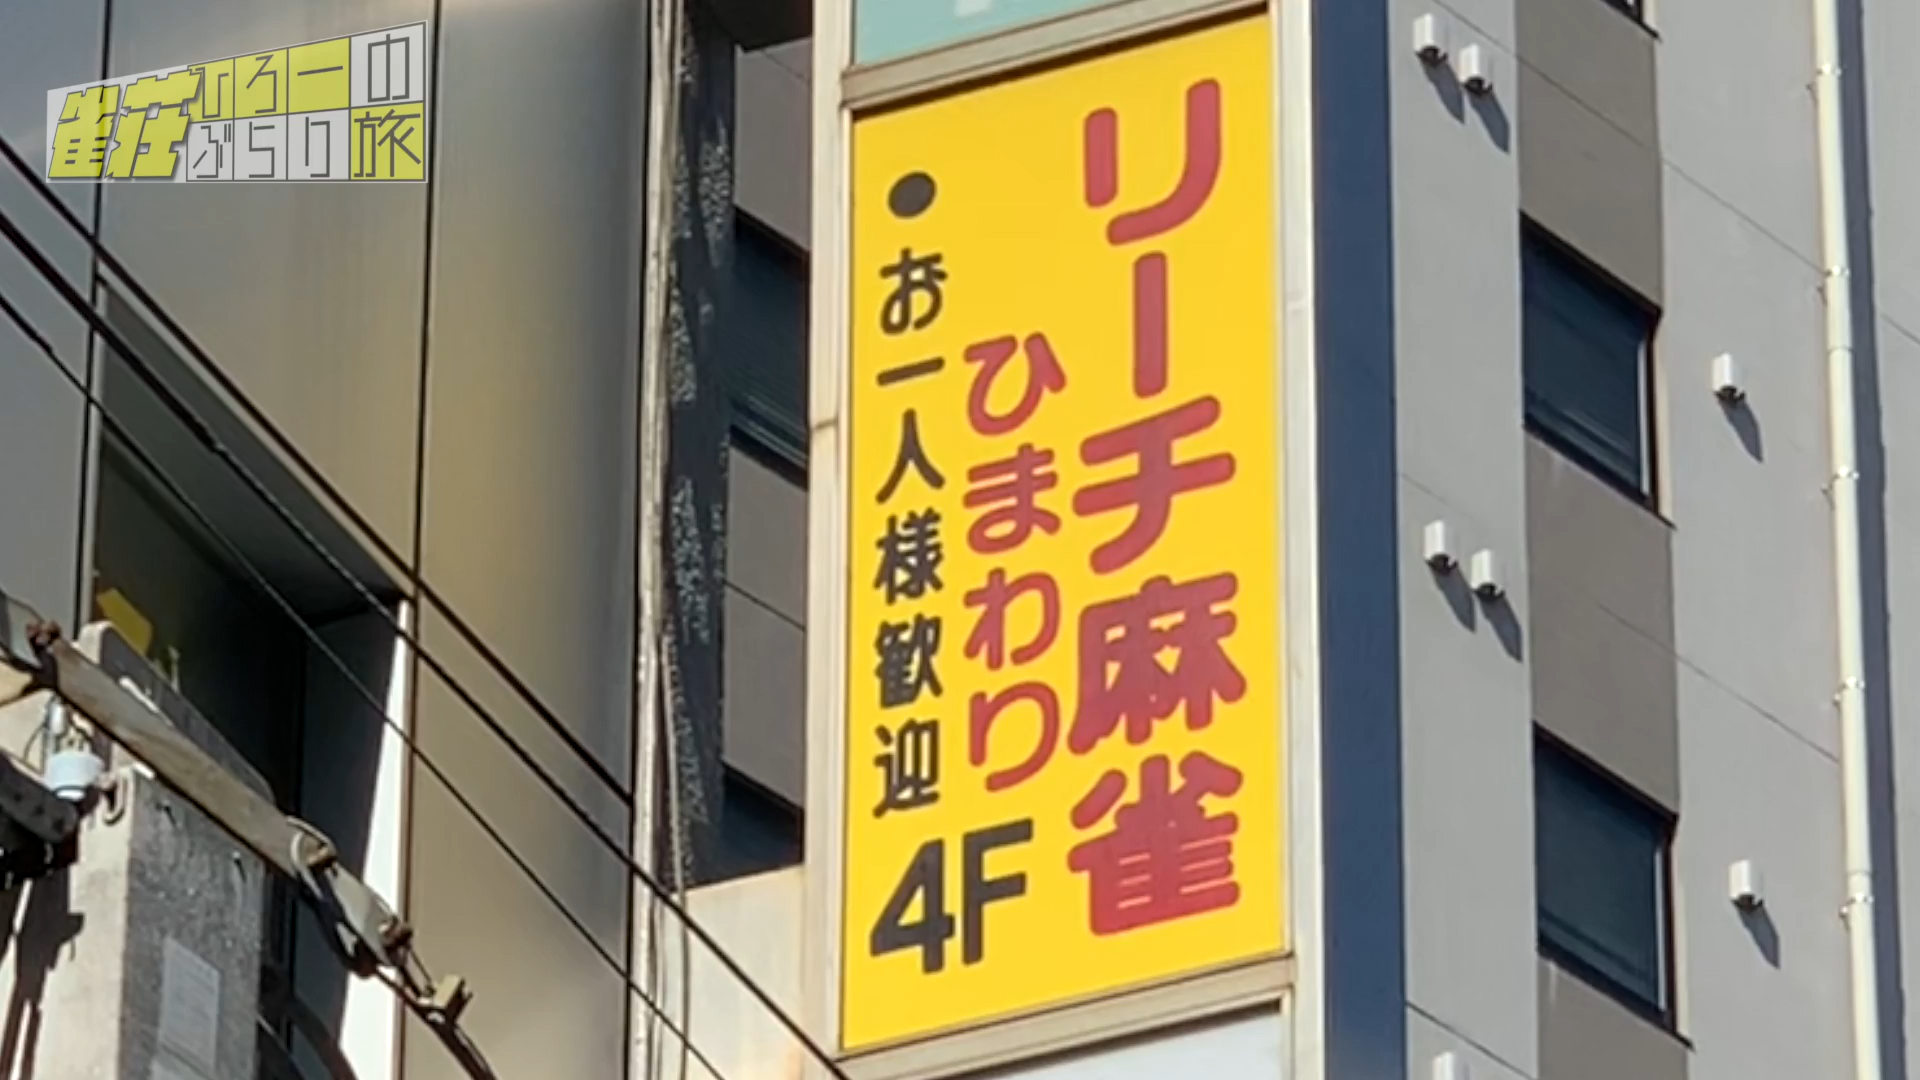 雀荘ひろーの
ぶらり旅
リーチ麻雀
ひまわり
●お一人様歓迎
4F